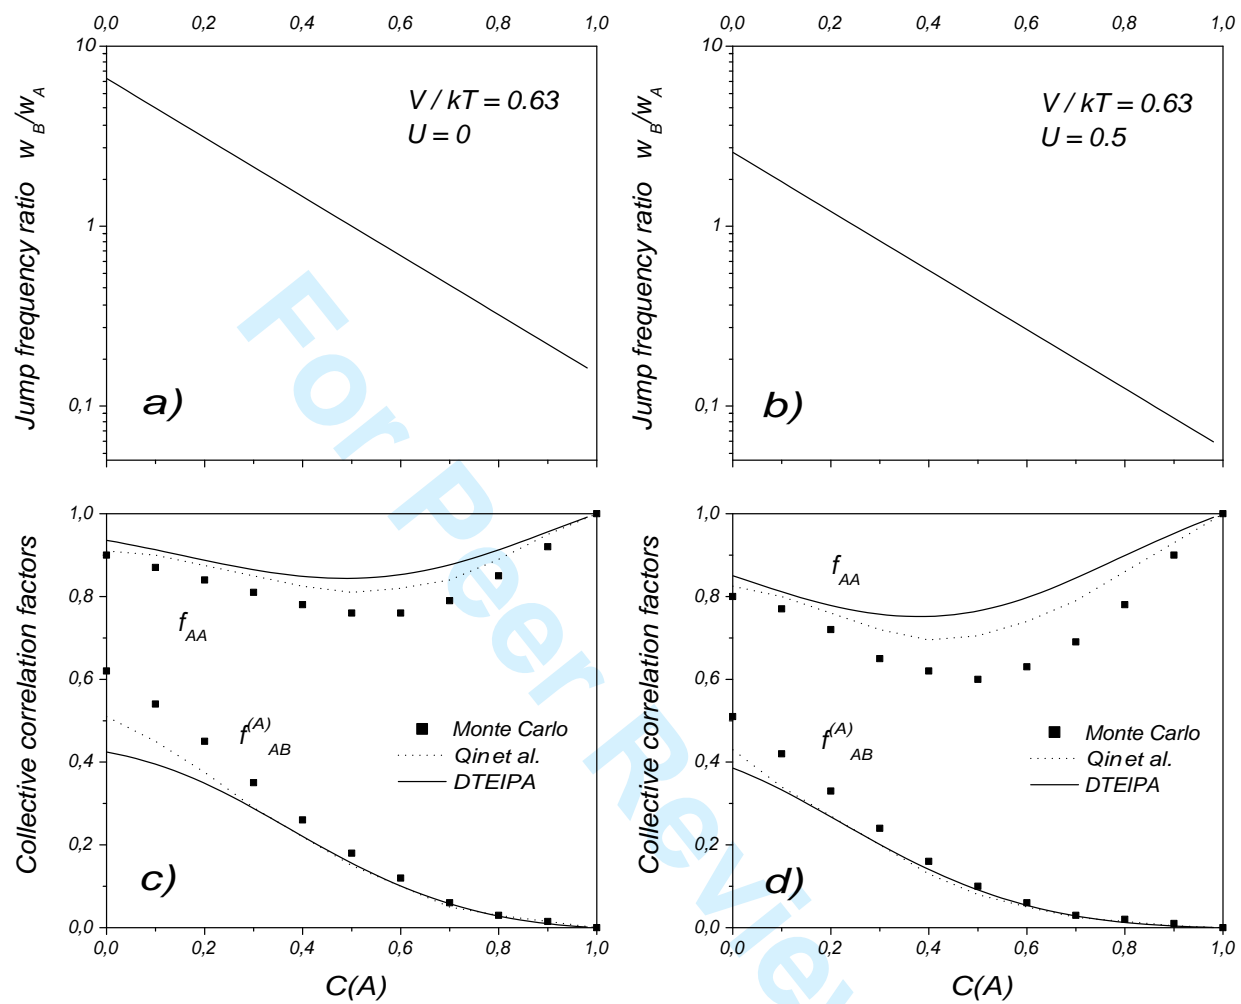 0,0 0,2 0,4 0,6 0,8 1,0
10
1
0,1
Jump frequency ratio w_B/w_A
V / kT = 0.63
U = 0
a)
0,0 0,2 0,4 0,6 0,8 1,0
10
1
0,1
Jump frequency ratio w_B/w_A
V / kT = 0.63
U = 0.5
b)
1,0
0,8
0,6
0,4
0,2
0,0
Collective correlation factors
f_AA
f^(A)_AB
Monte Carlo
Qin et al.
DTEIPA
c)
0,0 0,2 0,4 0,6 0,8 1,0
C(A)
1,0
0,8
0,6
0,4
0,2
0,0
Collective correlation factors
f_AA
f^(A)_AB
Monte Carlo
Qin et al.
DTEIPA
d)
0,0 0,2 0,4 0,6 0,8 1,0
C(A)
For Peer Review